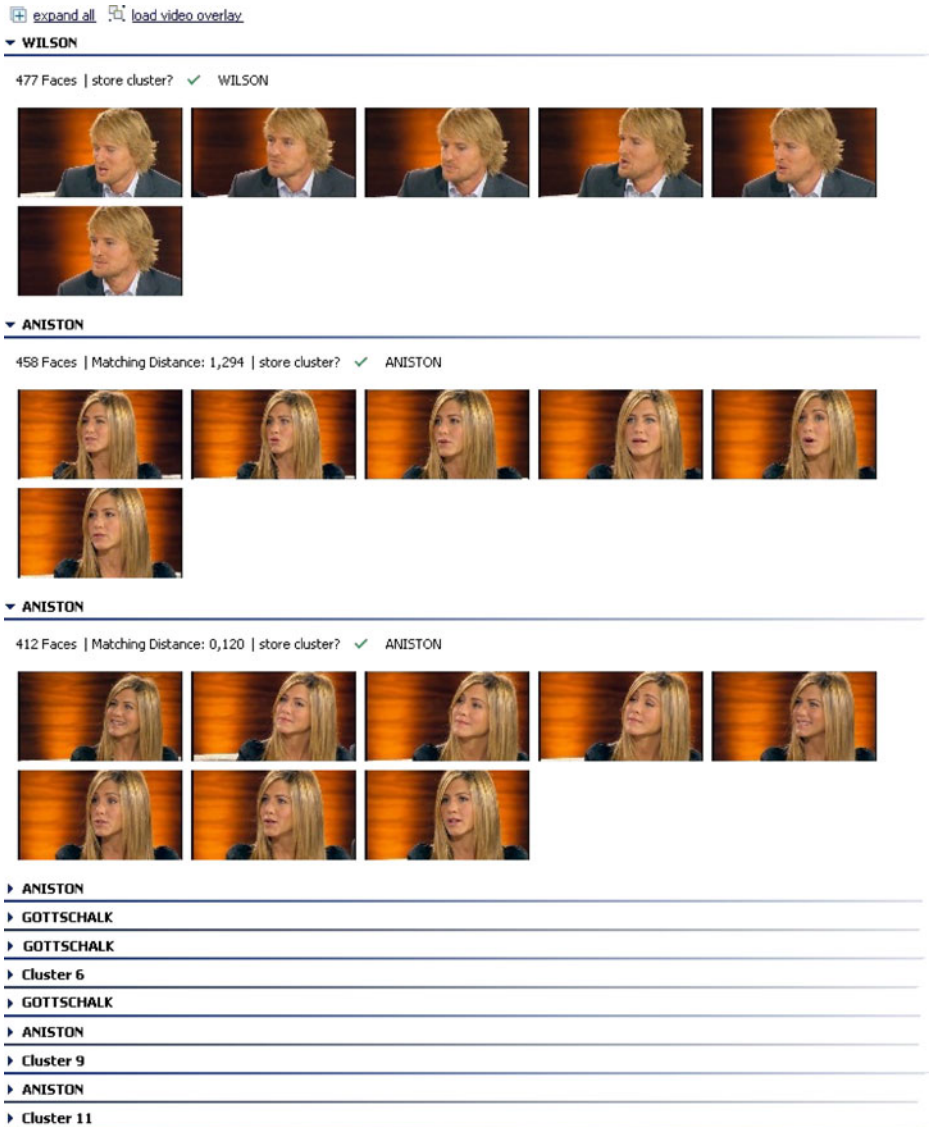 expand all load video overlay
WILSON
477 Faces | store cluster? ✓ WILSON
ANISTON
458 Faces | Matching Distance: 1,294 | store cluster? ✓ ANISTON
ANISTON
412 Faces | Matching Distance: 0,120 | store cluster? ✓ ANISTON
ANISTON
GOTTSCHALK
GOTTSCHALK
Cluster 6
GOTTSCHALK
ANISTON
Cluster 9
ANISTON
Cluster 11